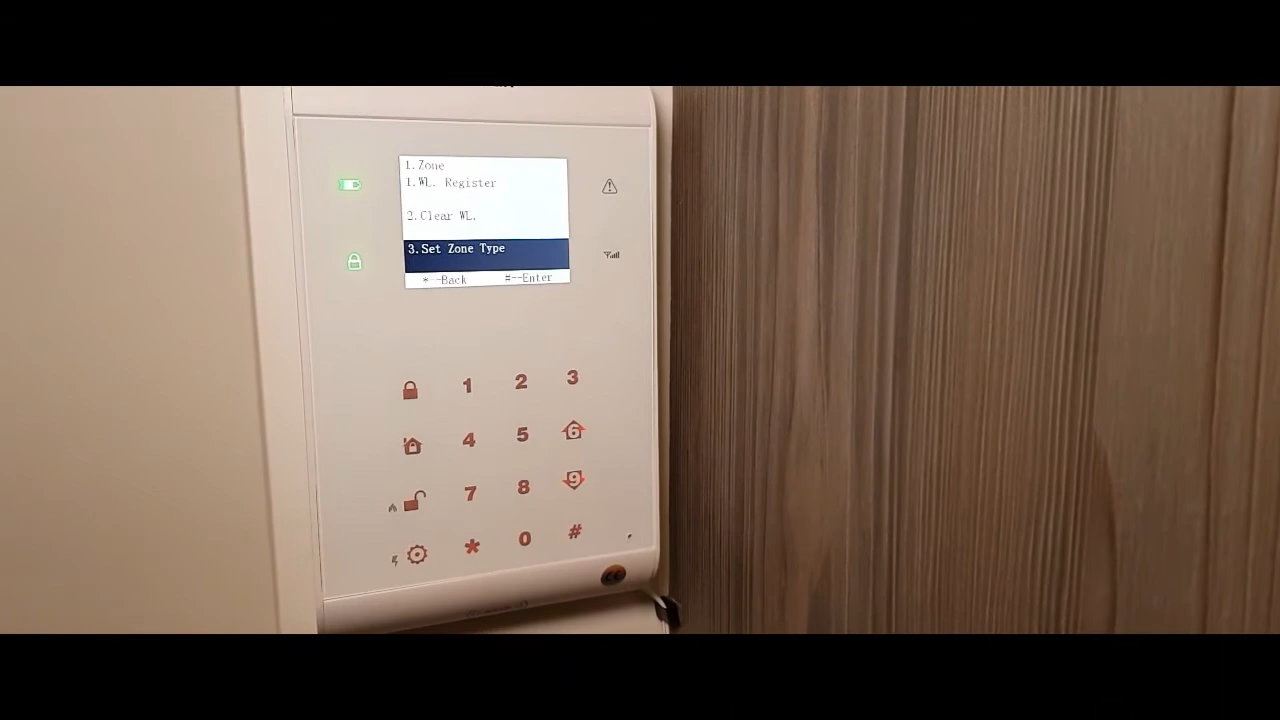 1.Zone
1.WL. Register
2.Clear WL.
3.Set Zone Type
* -Back #--Enter
1 2 3
4 5 6
7 8 9
* 0 #